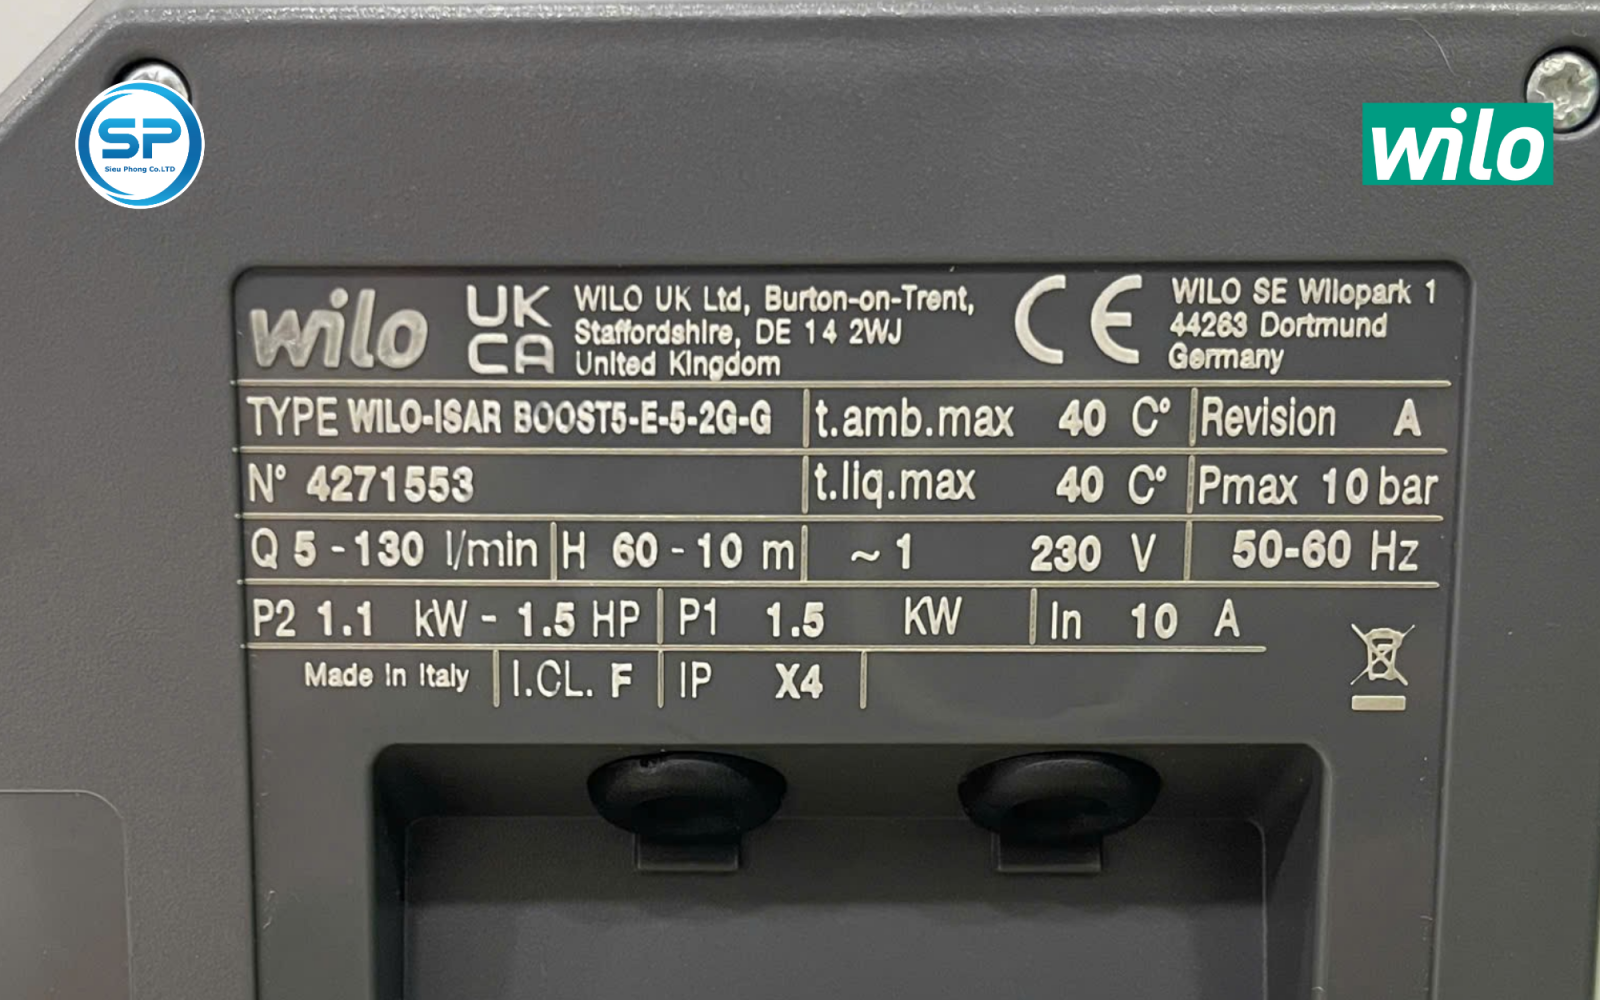 SP
Sieu Phong Co.LTD
wilo
wilo
UK
CA
WILO UK Ltd, Burton-on-Trent,
Staffordshire, DE 14 2WJ
United Kingdom
CE
WILO SE Wilopark 1
44263 Dortmund
Germany
TYPE WILO-ISAR BOOST5-E-5-2G-G t.amb.max 40 C° Revision A
N° 4271553 t.liq.max 40 C° Pmax 10 bar
Q 5 - 130 l/min H 60 - 10 m ~ 1 230 V 50-60 Hz
P2 1.1 kW - 1.5 HP P1 1.5 KW In 10 A
Made in Italy I.CL. F IP X4